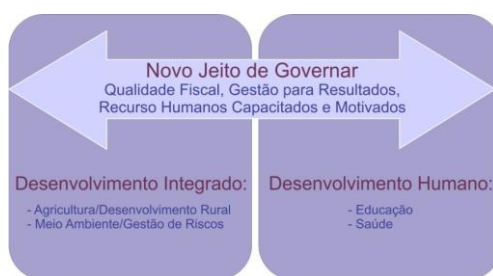 Novo Jeito de Governar
Qualidade Fiscal, Gestão para Resultados,
Recurso Humanos Capacitados e Motivados
Desenvolvimento Integrado:
- Agricultura/Desenvolvimento Rural
- Meio Ambiente/Gestão de Riscos
Desenvolvimento Humano:
- Educação
- Saúde